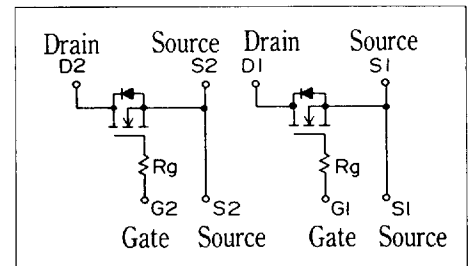 Drain Source Drain Source
D2 S2 D1 S1
Rg Rg
G2 S2 G1 S1
Gate Source Gate Source